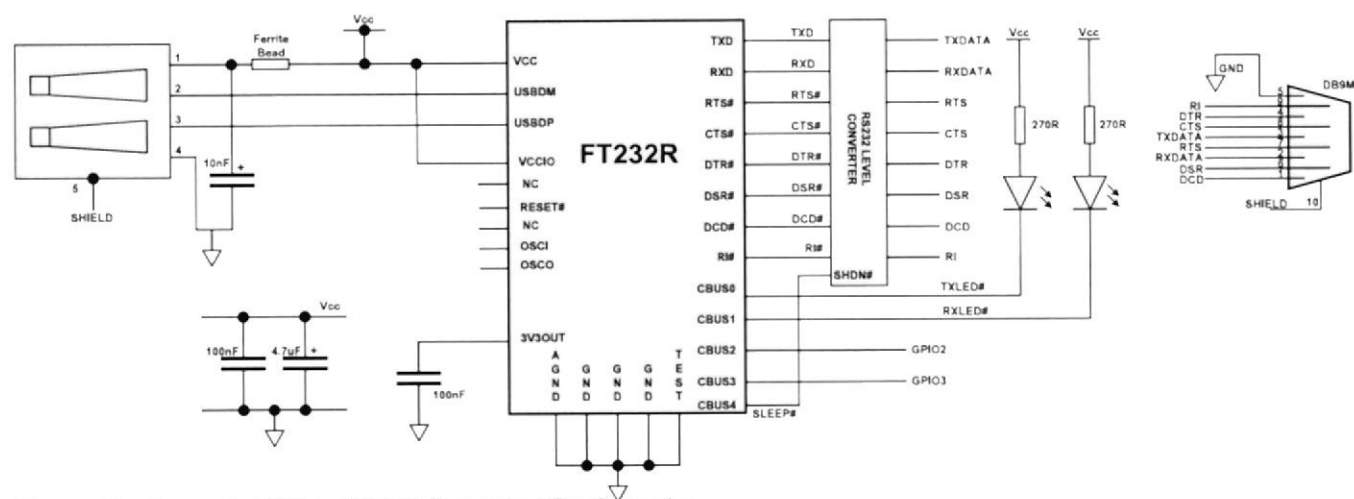 Vcc
Ferrite
Bead
1
2
3
4
5
SHIELD
10nF
+
VCC
USBDM
USBDP
VCCIO
NC
RESET#
NC
OSCI
OSCO
3V3OUT
FT232R
AGND
GND
GND
GND
TEST
TXD
RXD
RTS#
CTS#
DTR#
DSR#
DCD#
RI#
CBUS0
CBUS1
CBUS2
CBUS3
CBUS4
TXD
RXD
RTS#
CTS#
DTR#
DSR#
DCD#
RI#
RS232 LEVEL
CONVERTER
SHDN#
TXDATA
RXDATA
RTS
CTS
DTR
DSR
DCD
RI
TXLED#
RXLED#
GPIO2
GPIO3
SLEEP#
Vcc
270R
Vcc
270R
GND
DB9M
RI
DTR
CTS
TXDATA
RTS
RXDATA
DSR
DCD
5
SHIELD
10
Vcc
100nF
4.7uF
+
100nF